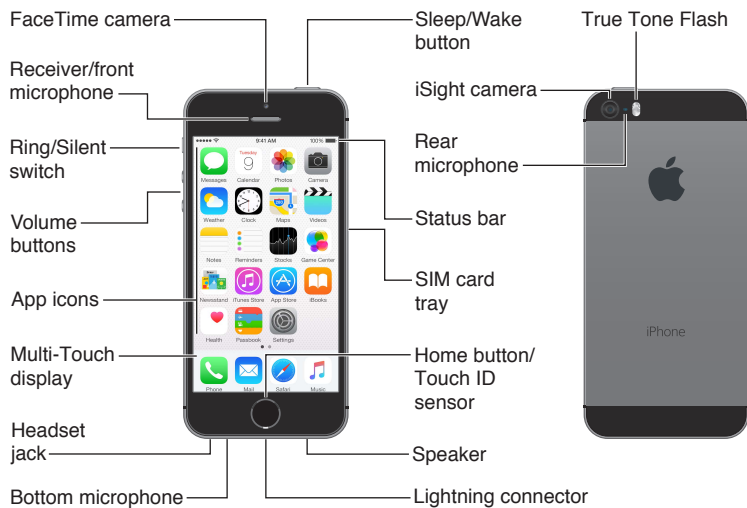 FaceTime camera
Receiver/front
microphone
Ring/Silent
switch
Volume
buttons
App icons
Multi-Touch
display
Headset
jack
Bottom microphone
9:41 AM
100%
Tuesday
9
Messages
Calendar
Photos
Camera
280
Weather
Clock
Maps
Videos
Notes
Reminders
Stocks
Game Center
Newsstand
iTunes Store
App Store
iBooks
Health
Passbook
Settings
Phone
Mail
Safari
Music
Sleep/Wake
button
iSight camera
Rear
microphone
Status bar
SIM card
tray
Home button/
Touch ID
sensor
Speaker
Lightning connector
True Tone Flash
iPhone